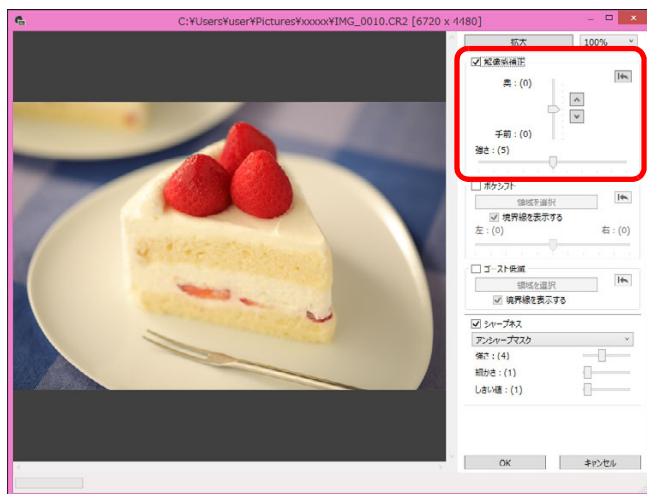 C:¥Users¥user¥Pictures¥xxxxx¥IMG_0010.CR2 [6720 x 4480]
拡大 100%
解像感補正
奥：(0)
手前：(0)
強さ：(5)
ボケシフト
領域を選択
境界線を表示する
左：(0) 右：(0)
ゴースト低減
領域を選択
境界線を表示する
シャープネス
アンシャープマスク
強さ：(4)
細かさ：(1)
しきい値：(1)
OK キャンセル